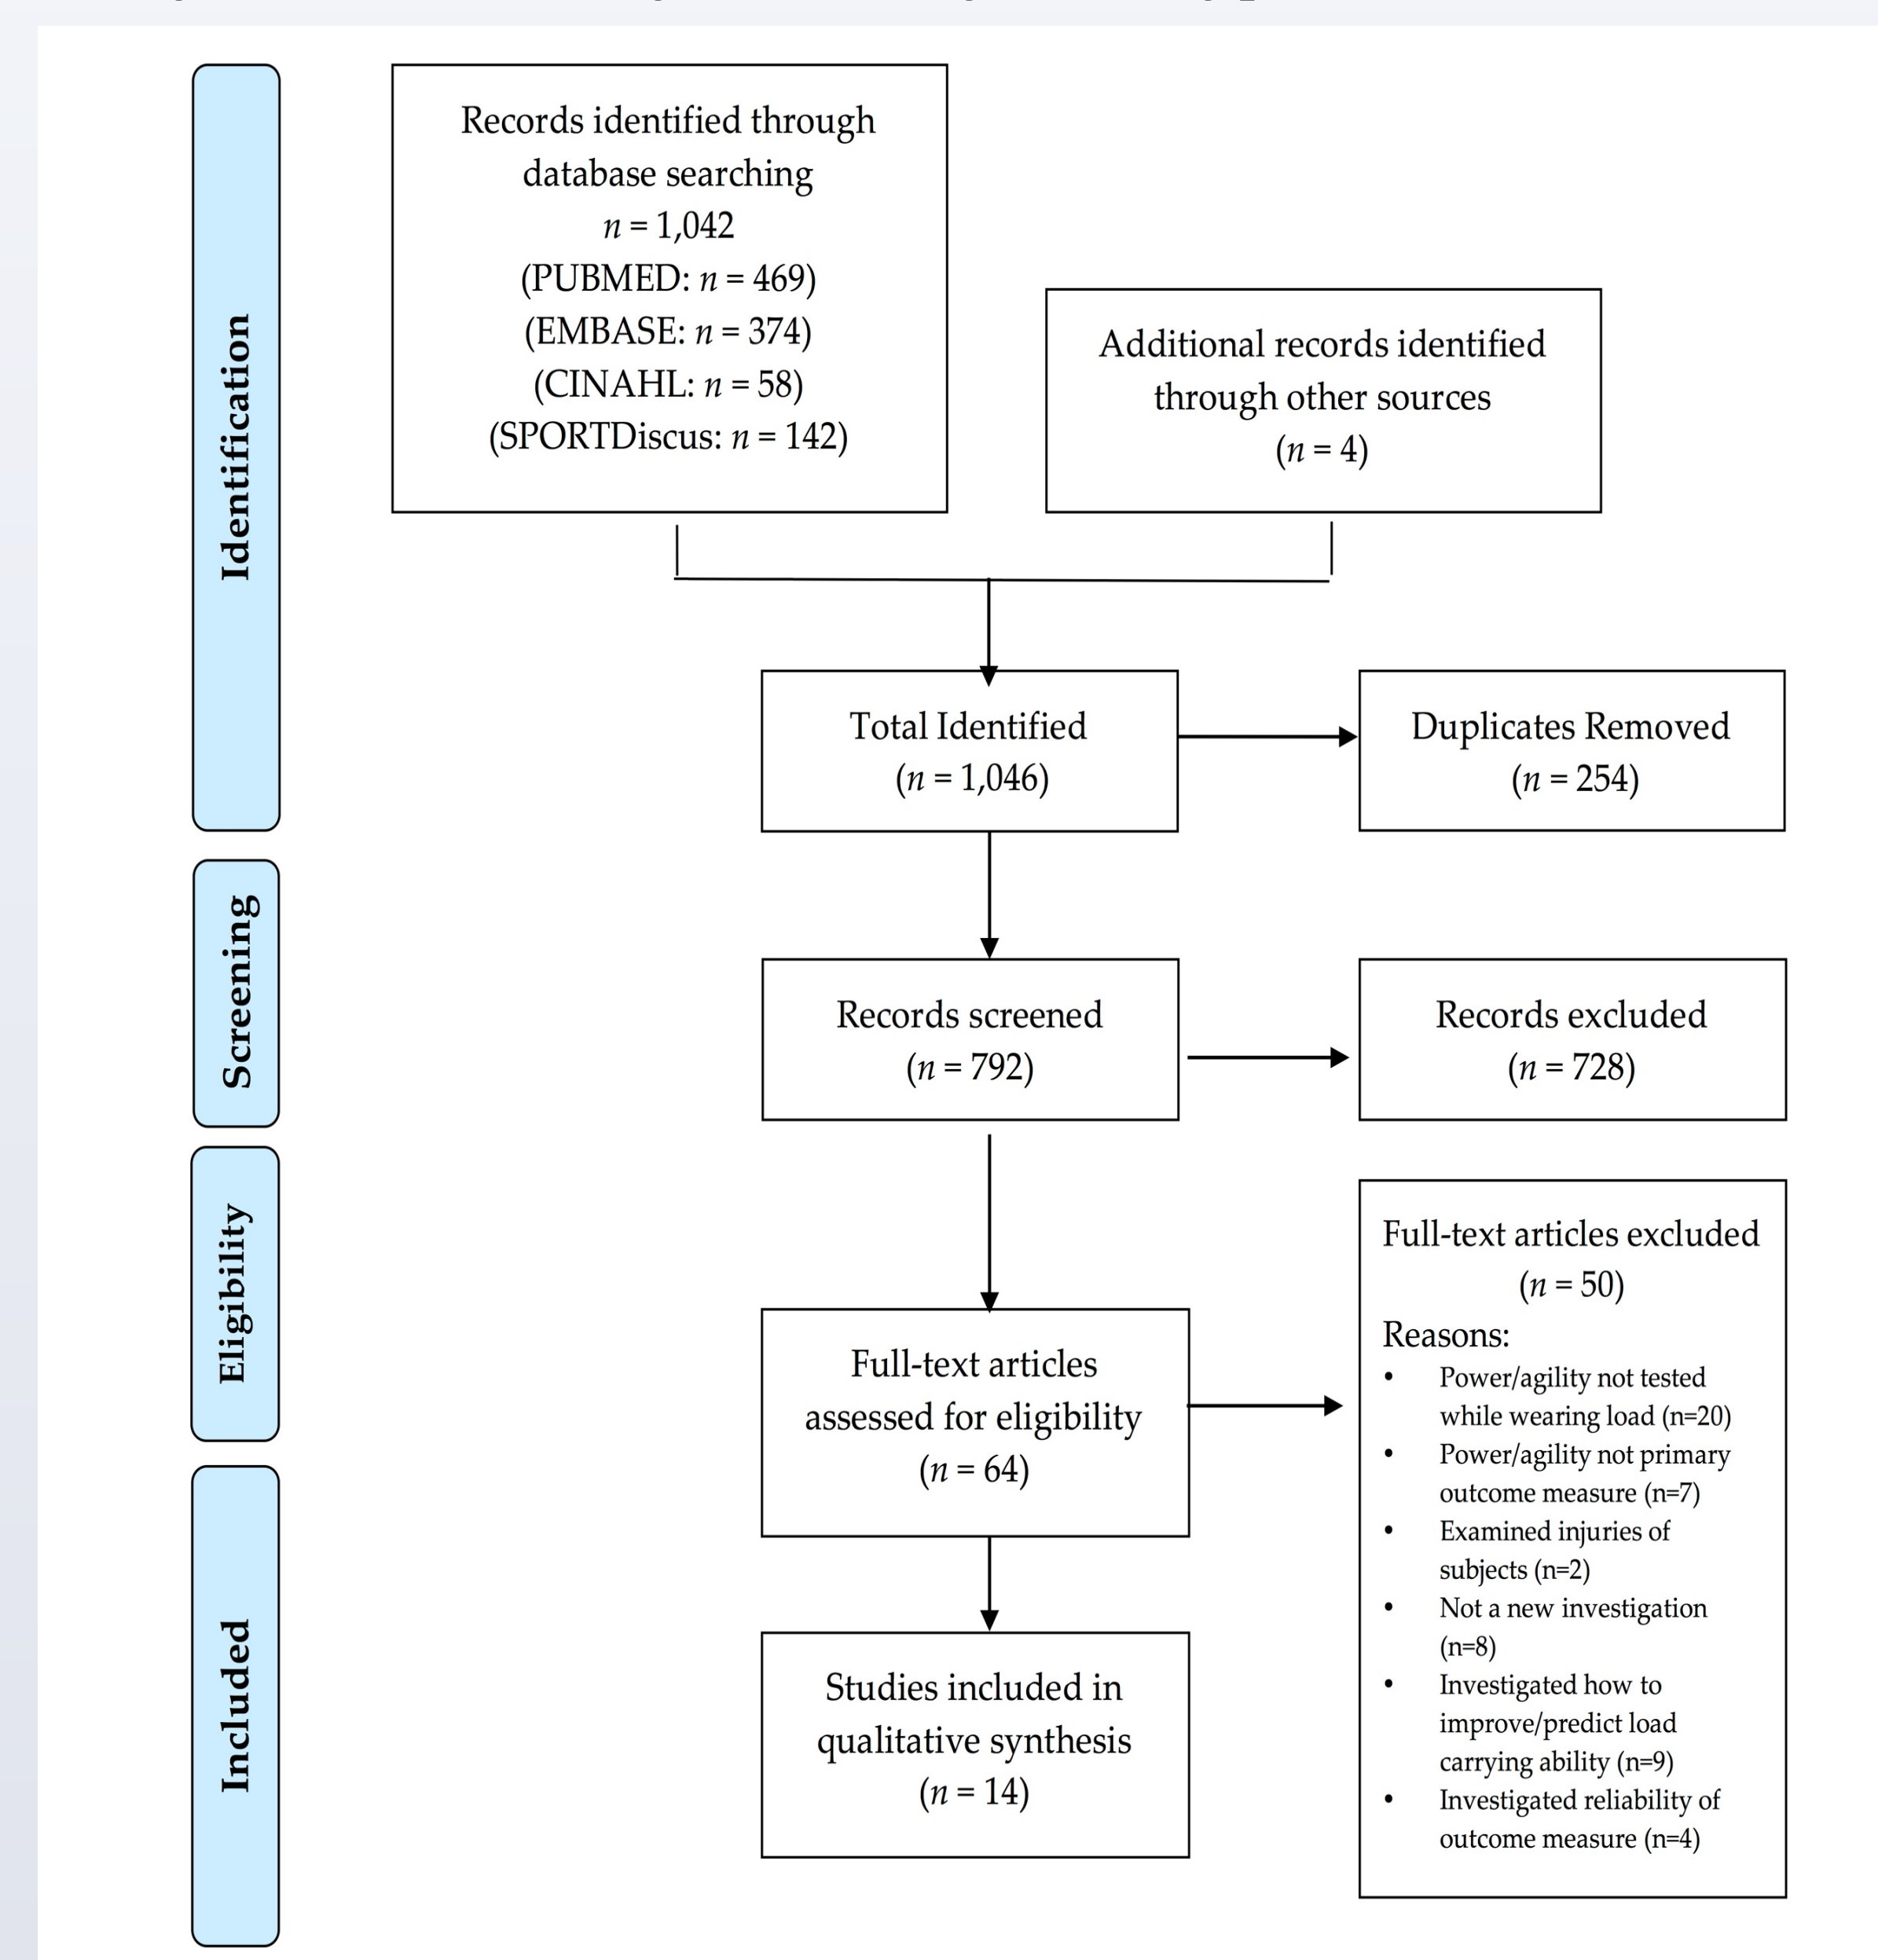 Identification
Records identified through
database searching
n = 1,042
(PUBMED: n = 469)
(EMBASE: n = 374)
(CINAHL: n = 58)
(SPORTDiscus: n = 142)
Additional records identified
through other sources
(n = 4)
Total Identified
(n = 1,046)
Duplicates Removed
(n = 254)
Screening
Records screened
(n = 792)
Records excluded
(n = 728)
Eligibility
Full-text articles
assessed for eligibility
(n = 64)
Full-text articles excluded
(n = 50)
Reasons:
• Power/agility not tested
while wearing load (n=20)
• Power/agility not primary
outcome measure (n=7)
• Examined injuries of
subjects (n=2)
• Not a new investigation
(n=8)
• Investigated how to
improve/predict load
carrying ability (n=9)
• Investigated reliability of
outcome measure (n=4)
Included
Studies included in
qualitative synthesis
(n = 14)